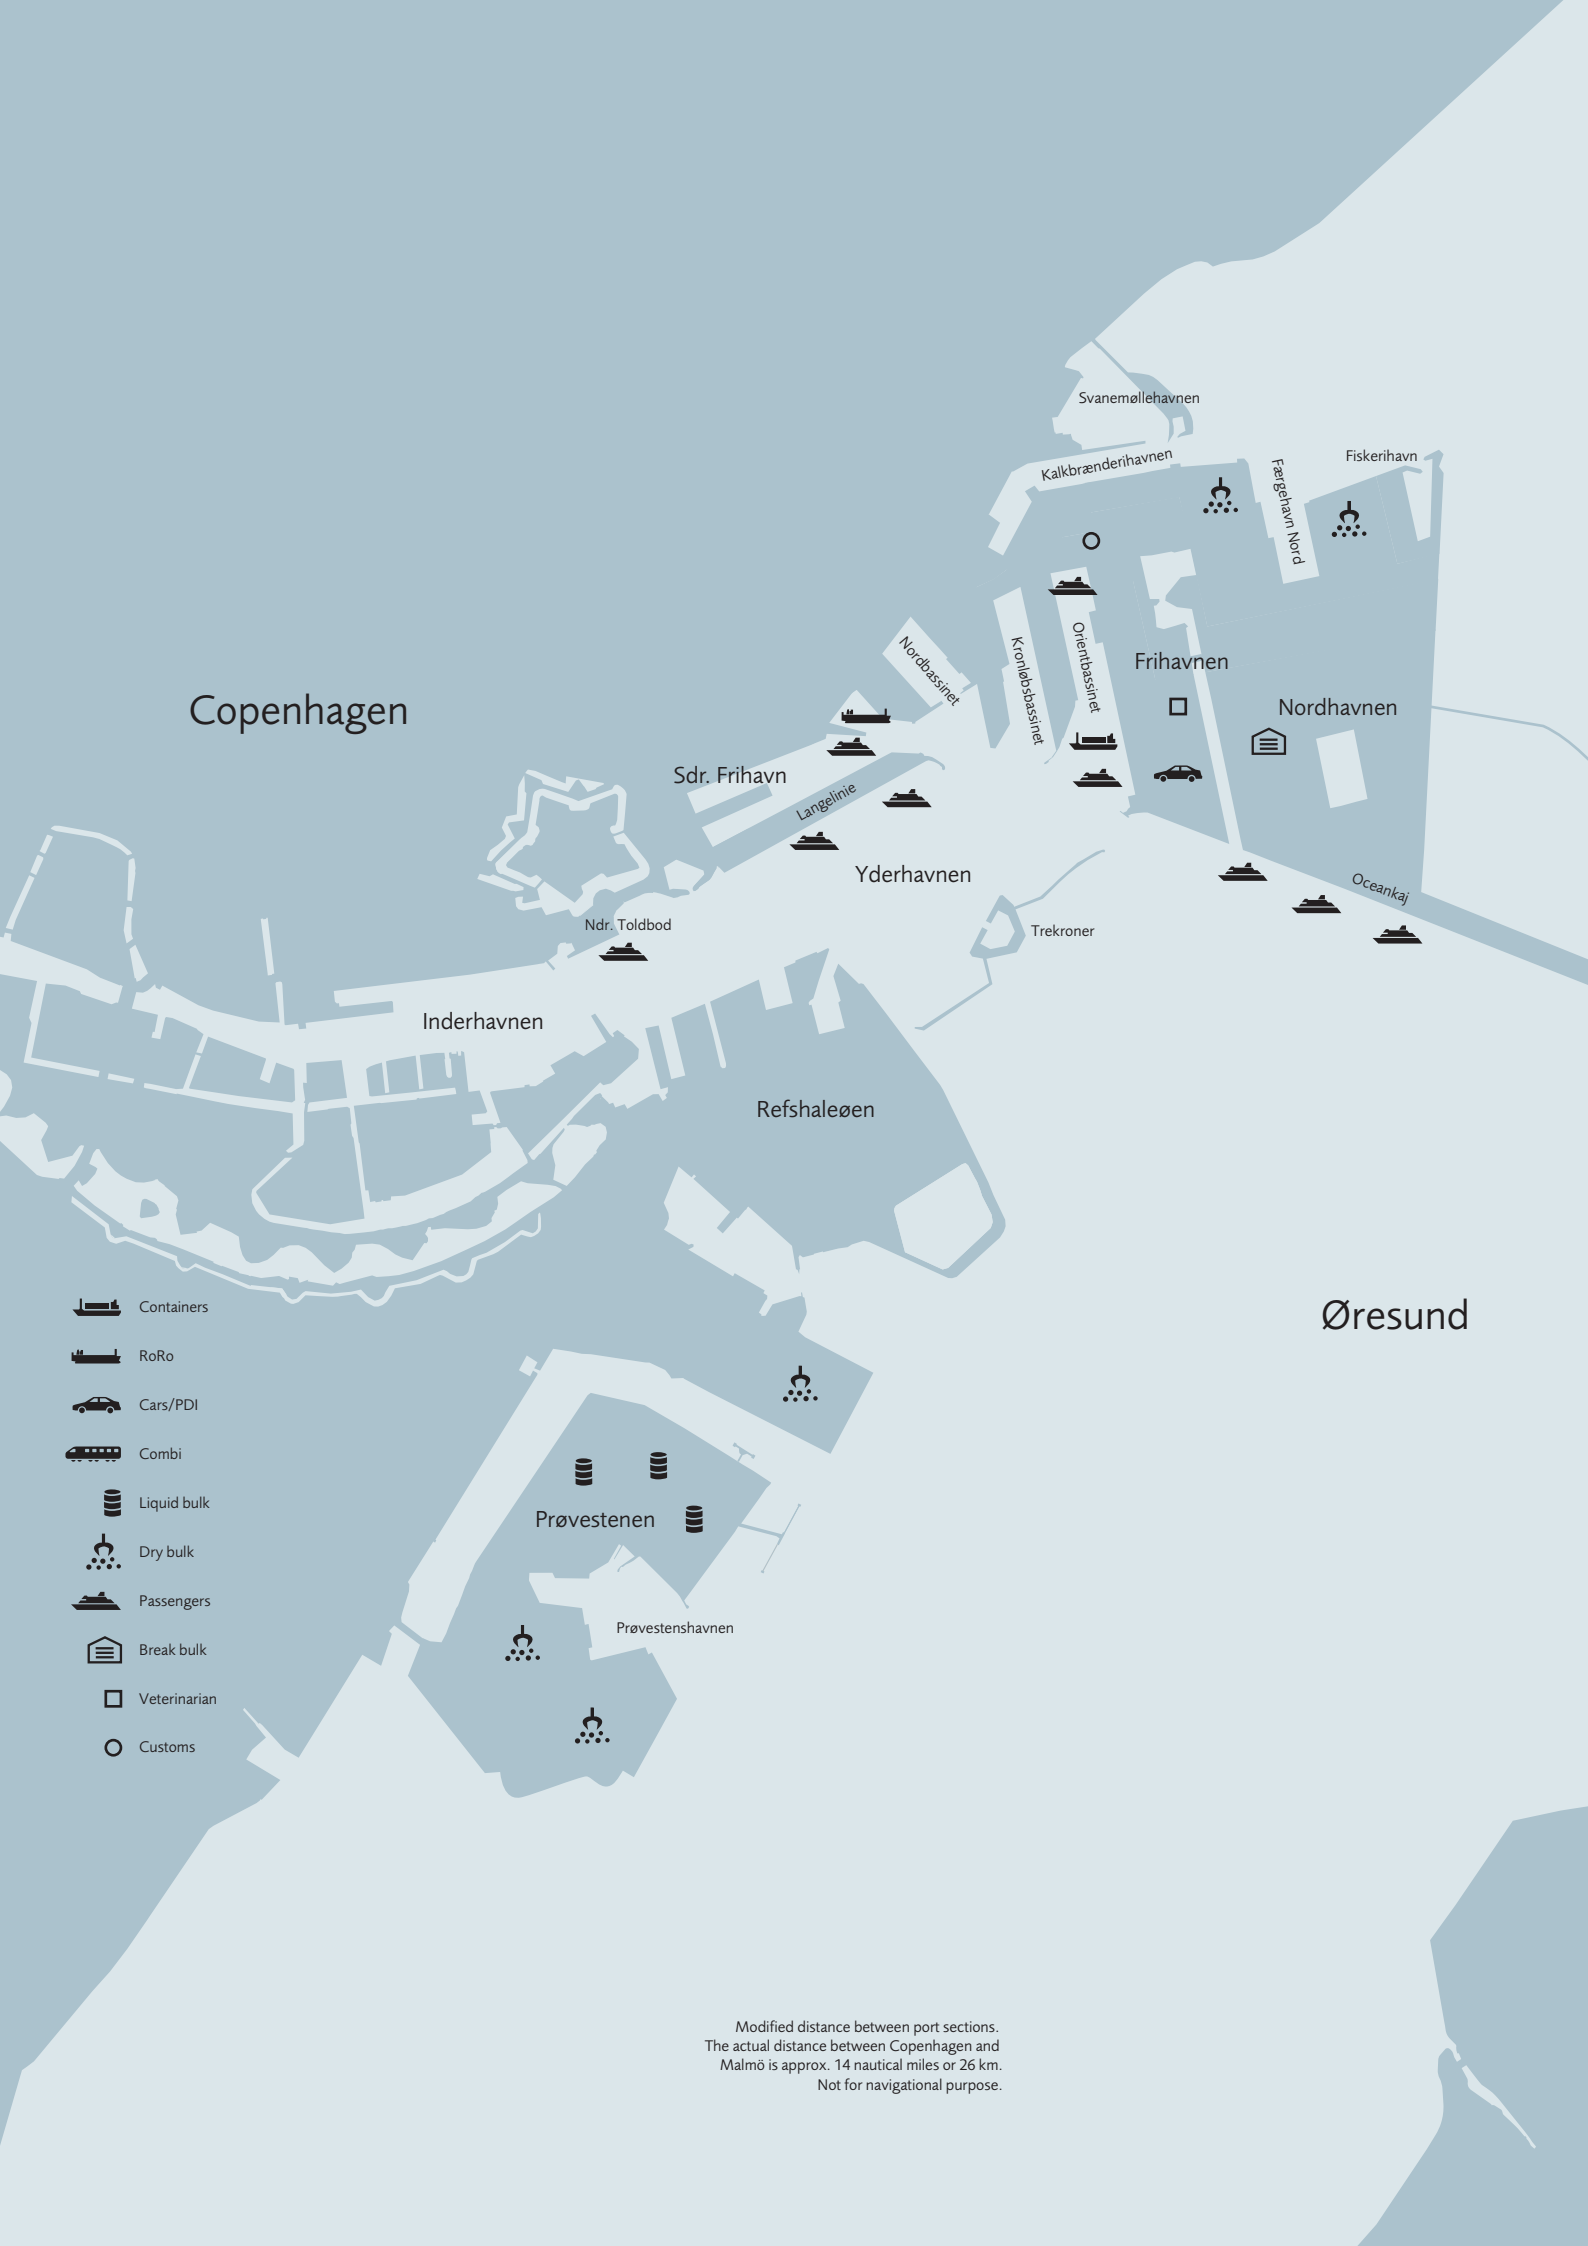 Svanemøllehavnen
Kalkbrænderihavnen
Færgehavn Nord
Fiskerihavn
Nordbassinet
Kronløbsbassinet
Orientbassinet
Frihavnen
Nordhavnen
Copenhagen
Sdr. Frihavn
Langelinie
Yderhavnen
Oceankaj
Ndr. Toldbod
Trekroner
Inderhavnen
Refshaleøen
Øresund
Containers
RoRo
Cars/PDI
Combi
Liquid bulk
Dry bulk
Passengers
Break bulk
Veterinarian
Customs
Prøvestenen
Prøvestenshavnen
Modified distance between port sections.
The actual distance between Copenhagen and
Malmö is approx. 14 nautical miles or 26 km.
Not for navigational purpose.